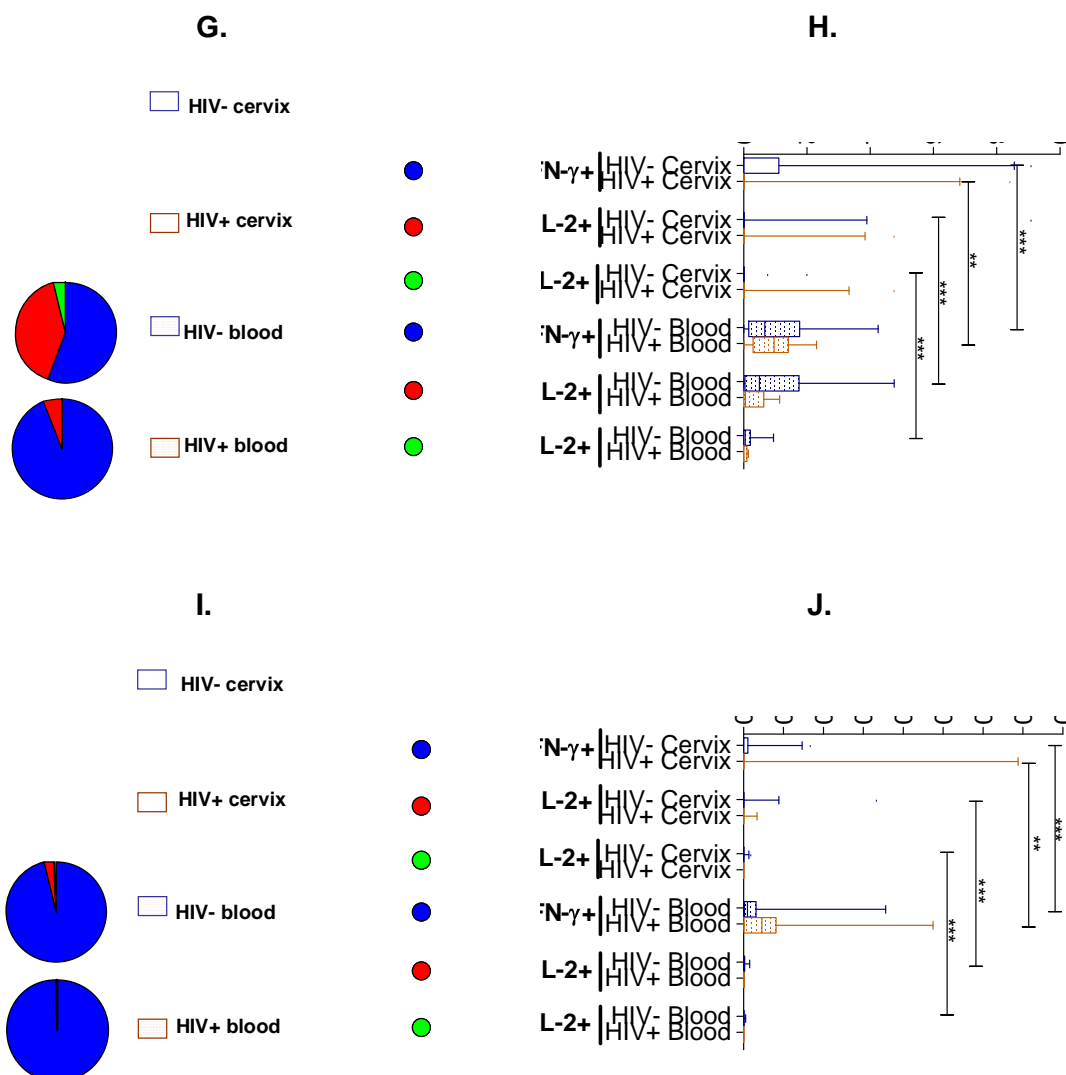 G.
H.
HIV- cervix
HIV+ cervix
HIV- blood
HIV+ blood
N-γ+ HIV- Cervix
HIV+ Cervix
L-2+ HIV- Cervix
HIV+ Cervix
L-2+ HIV- Cervix
HIV+ Cervix
N-γ+ HIV- Blood
HIV+ Blood
L-2+ HIV- Blood
HIV+ Blood
L-2+ HIV- Blood
HIV+ Blood
***
**
***
***
I.
J.
HIV- cervix
HIV+ cervix
HIV- blood
HIV+ blood
N-γ+ HIV- Cervix
HIV+ Cervix
L-2+ HIV- Cervix
HIV+ Cervix
L-2+ HIV- Cervix
HIV+ Cervix
N-γ+ HIV- Blood
HIV+ Blood
L-2+ HIV- Blood
HIV+ Blood
L-2+ HIV- Blood
HIV+ Blood
***
**
***
***